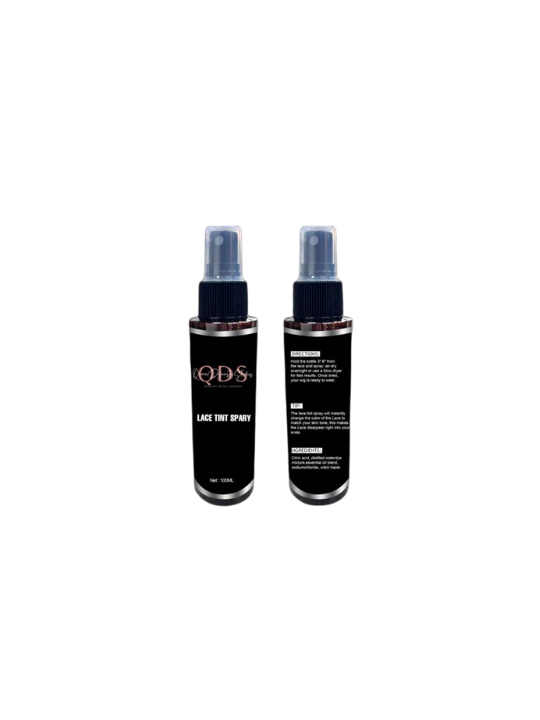 QDS
LACE TINT SPARY
Net: 100ML
DIRECTIONS:
Hold the bottle 3"-6" from
the lace and spray. air-dry
overnight or use a blow dryer
for fast results. Once dried,
your wig is ready to wear.
TIP:
The lace tint spray will instantly
change the color of the Lace to
match your skin tone, this makes
the Lace disappear right into your
scalp.
INGREDIENTS:
Citric acid, distilled water/dye
mixture,essential oil blend,
sodiumchloride, witch hazel.